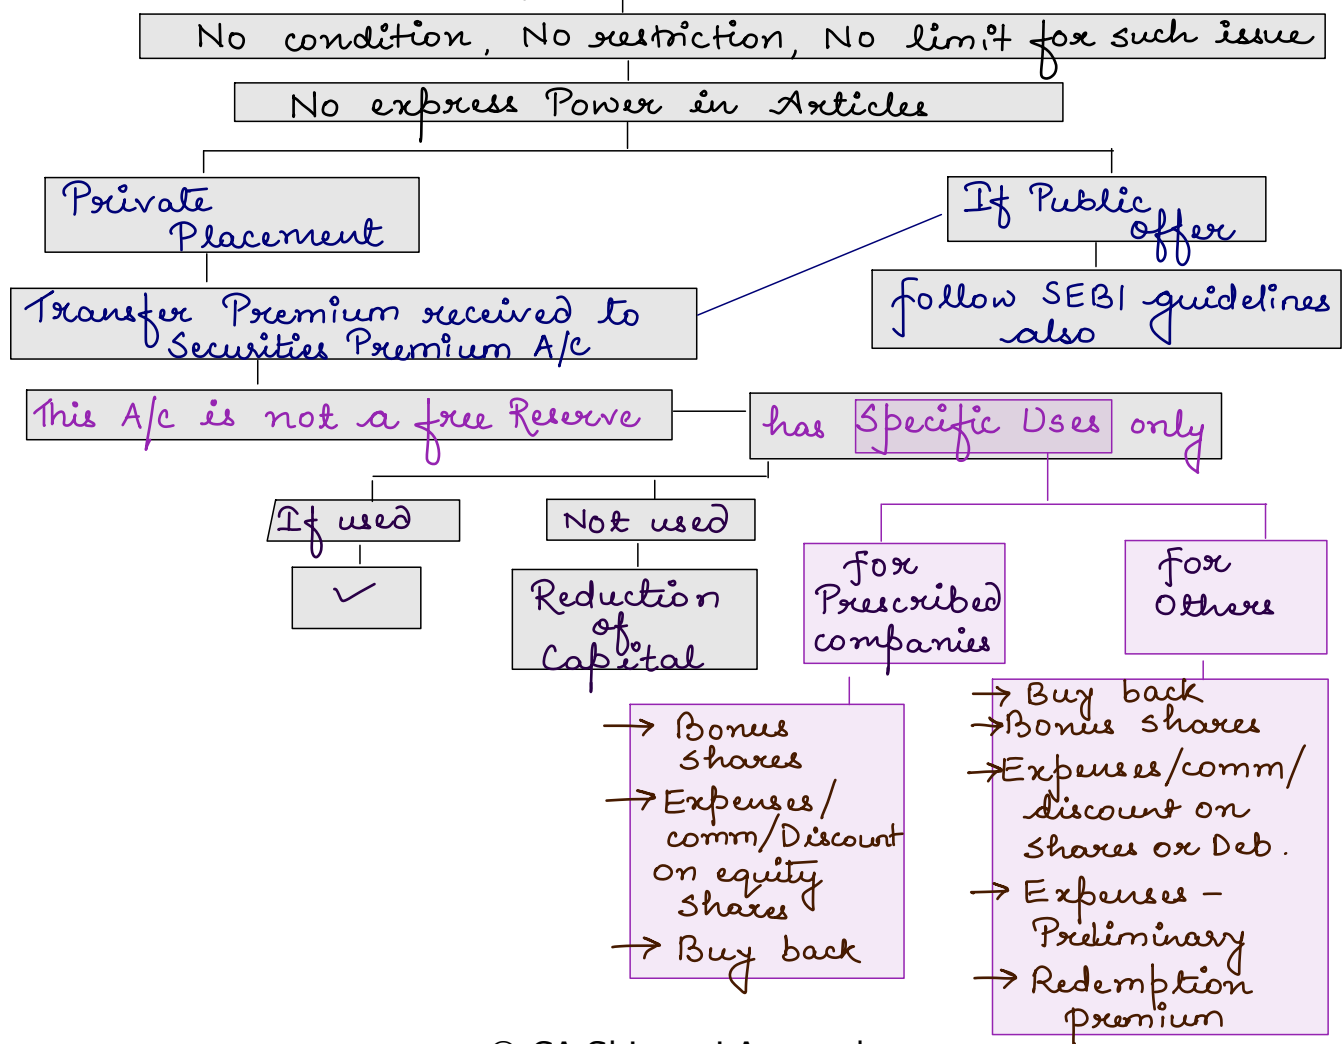 No condition, No restriction, No limit for such issue
No express Power in Articles
Private
Placement
If Public
offer
Transfer Premium received to
Securities Premium A/c
follow SEBI guidelines
also
This A/c is not a free Reserve
has Specific Uses only
If used
✓
Not used
Reduction
of
Capital
for
Prescribed
companies
For
Others
→ Bonus
shares
→ Expenses/
comm/Discount
on equity
Shares
→ Buy back
→ Buy back
→ Bonus shares
→ Expenses/comm/
discount on
shares or Deb.
→ Expenses –
Preliminary
→ Redemption
premium